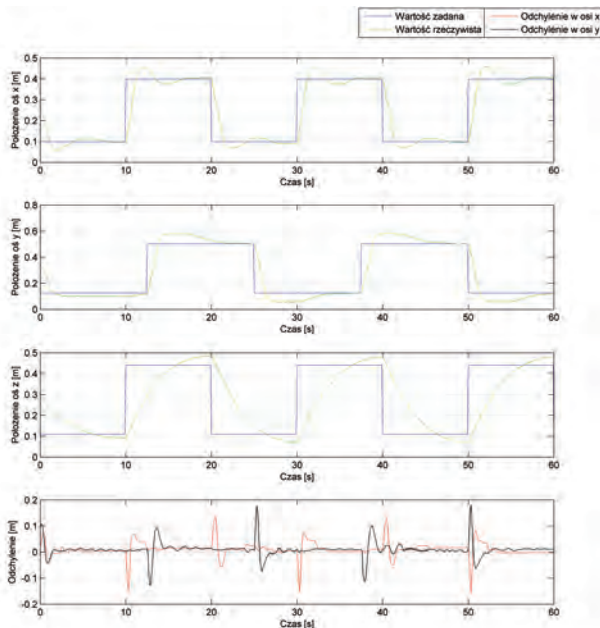 Wartość zadana
Wartość rzeczywista
Odchylenie w osi x
Odchylenie w osi y
Położenie oś x [m]
0.5
0.4
0.3
0.2
0.1
0
0 10 20 30 40 50 60
Czas [s]
Położenie oś y [m]
0.8
0.6
0.4
0.2
0
0 10 20 30 40 50 60
Czas [s]
Położenie oś z [m]
0.5
0.4
0.3
0.2
0.1
0
0 10 20 30 40 50 60
Czas [s]
Odchylenie [m]
0.2
0.1
0
-0.1
-0.2
0 10 20 30 40 50 60
Czas [s]